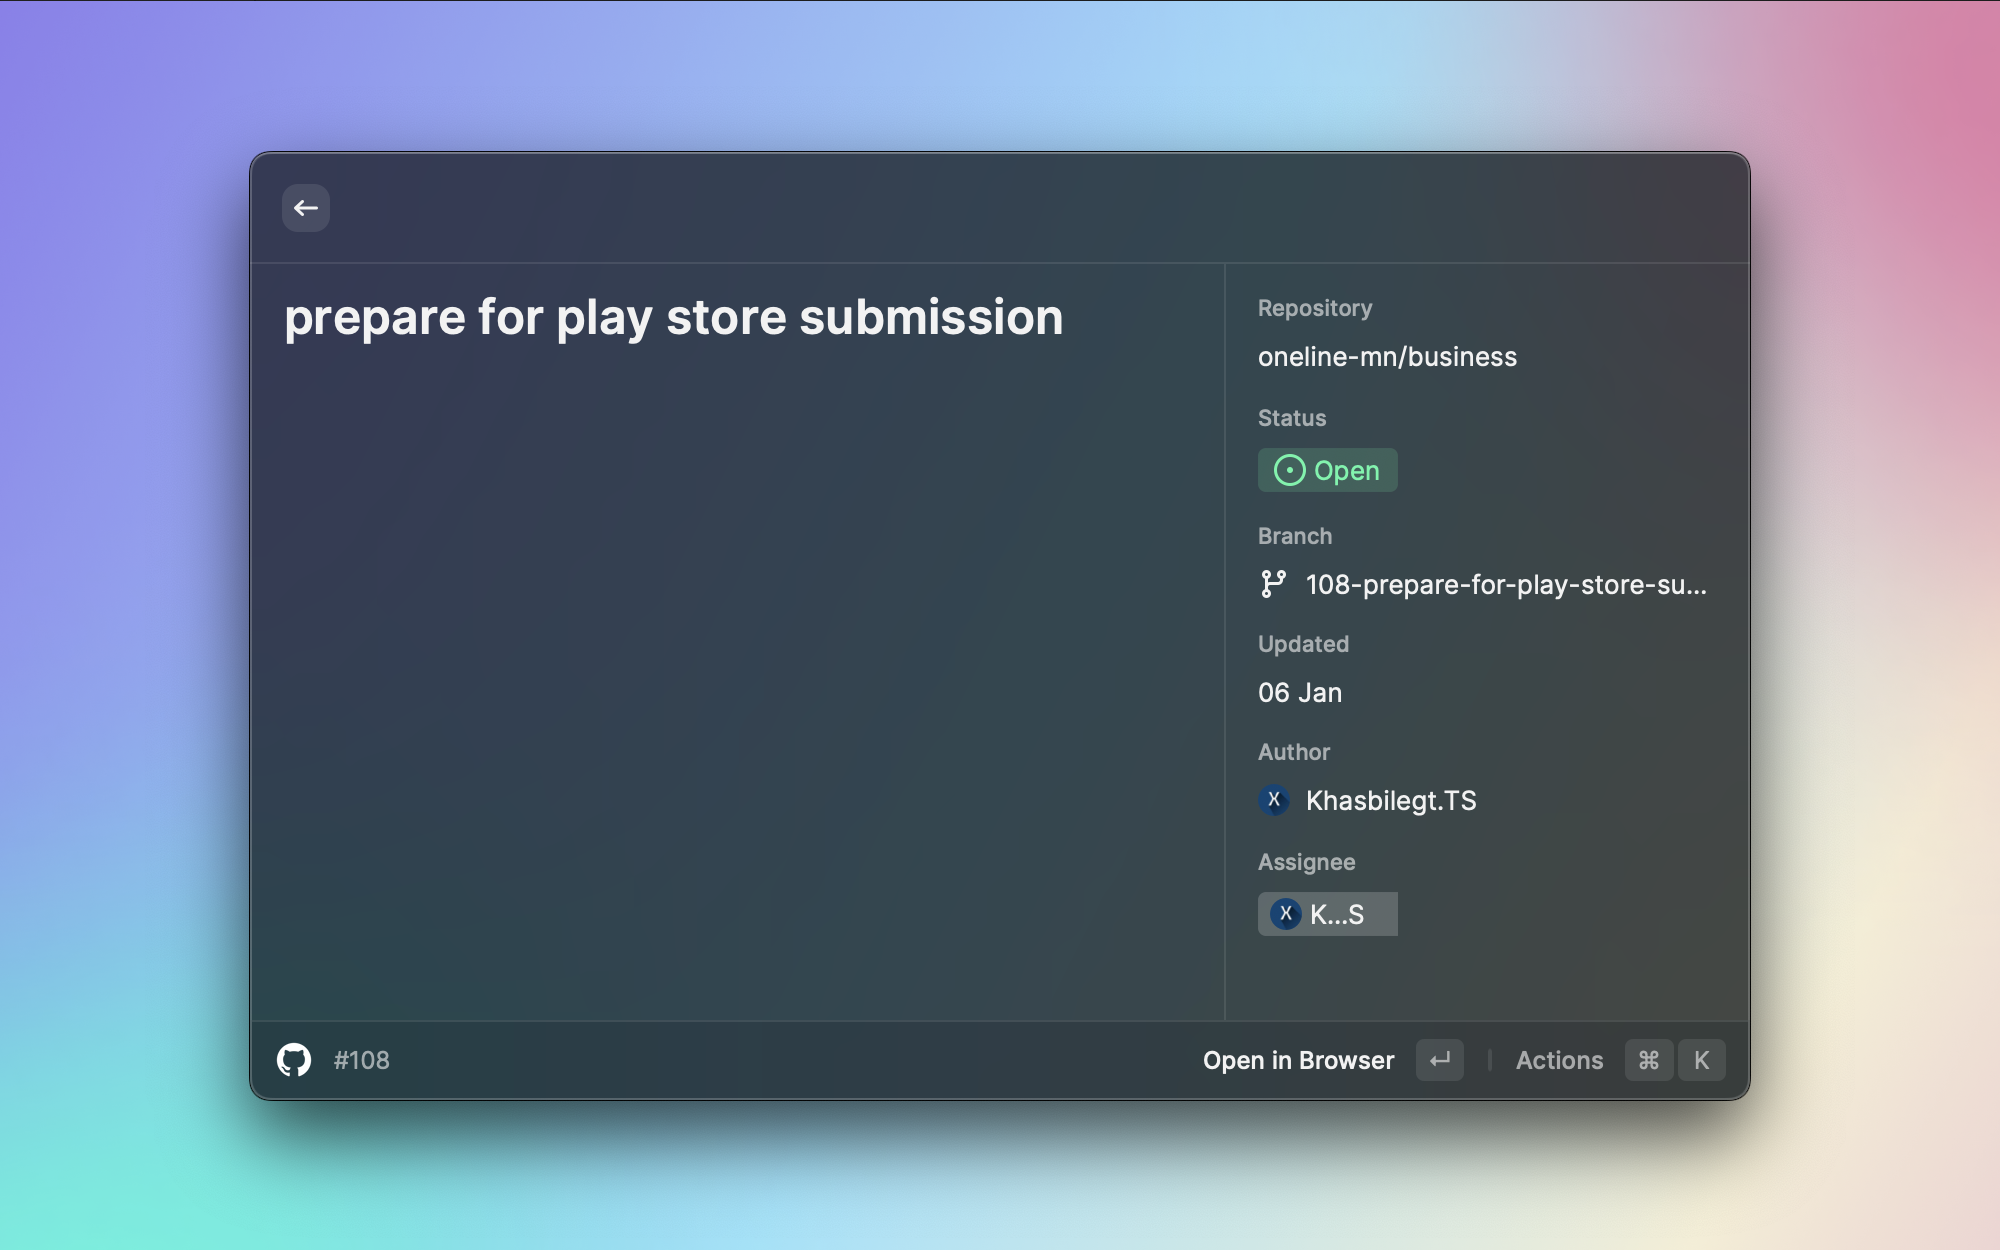 prepare for play store submission
Repository
oneline-mn/business
Status
Open
Branch
108-prepare-for-play-store-su...
Updated
06 Jan
Author
X Khasbilegt.TS
Assignee
X K...S
#108
Open in Browser ↵ | Actions ⌘ K